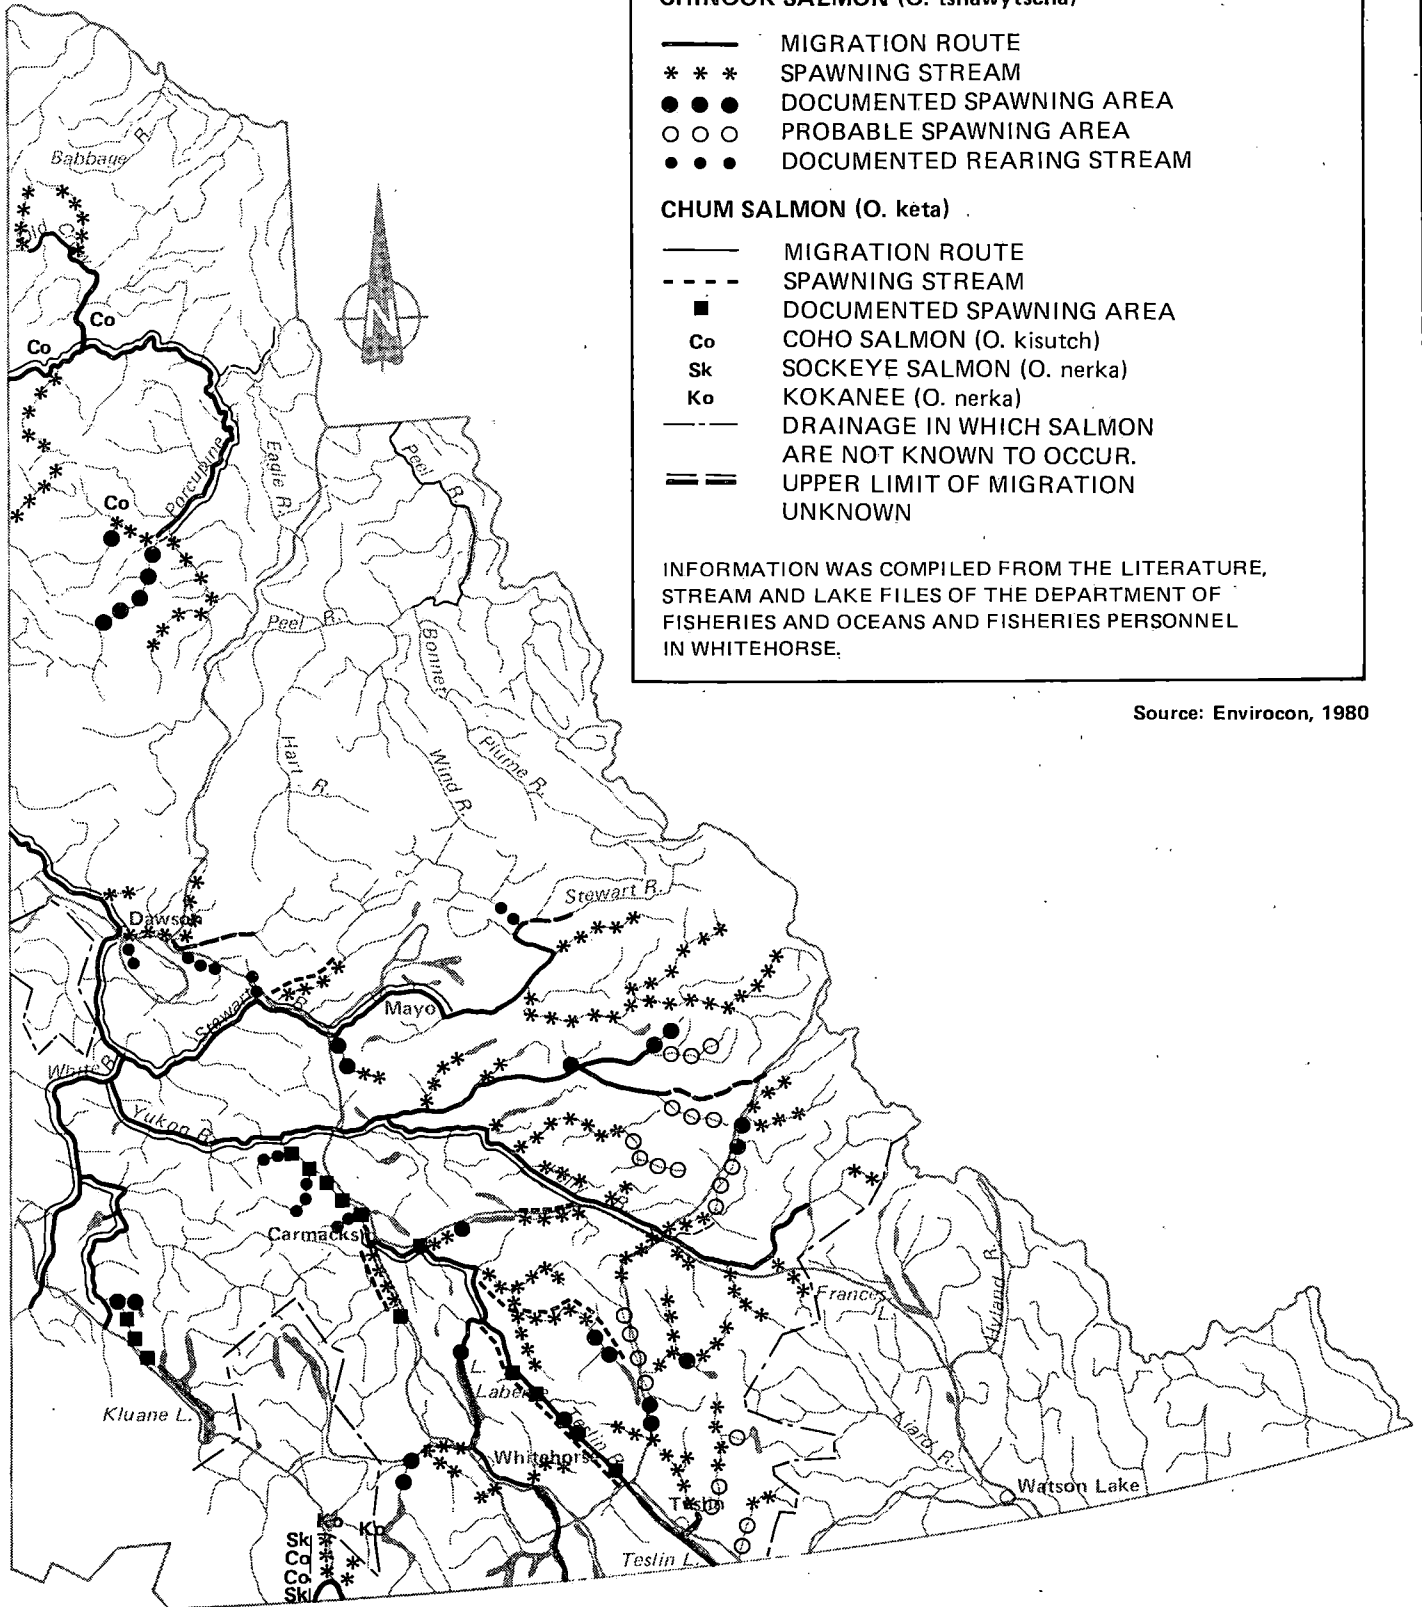 CHINOOK SALMON (O. tshawytscha)
MIGRATION ROUTE
* * * SPAWNING STREAM
DOCUMENTED SPAWNING AREA
PROBABLE SPAWNING AREA
DOCUMENTED REARING STREAM
CHUM SALMON (O. keta)
MIGRATION ROUTE
SPAWNING STREAM
DOCUMENTED SPAWNING AREA
Co COHO SALMON (O. kisutch)
Sk SOCKEYE SALMON (O. nerka)
Ko KOKANEE (O. nerka)
DRAINAGE IN WHICH SALMON
ARE NOT KNOWN TO OCCUR.
UPPER LIMIT OF MIGRATION
UNKNOWN
INFORMATION WAS COMPILED FROM THE LITERATURE,
STREAM AND LAKE FILES OF THE DEPARTMENT OF
FISHERIES AND OCEANS AND FISHERIES PERSONNEL
IN WHITEHORSE.
Source: Envirocon, 1980
N
Babbage R.
Co
Co
Porcupine
Eagle R.
Peel R.
Co
Peel R.
Bonnet
Plume R.
Wind R.
Hart R.
Stewart R.
Dawson
Stewart R.
Mayo
White R.
Yukon R.
Carmacks
Frances L.
Hyland R.
L. Laberge
Kluane L.
Teslin R.
Liard R.
Whitehorse
Watson Lake
Teslin
Teslin L.
Ko
Ko
Sk
Co
Co
Sk